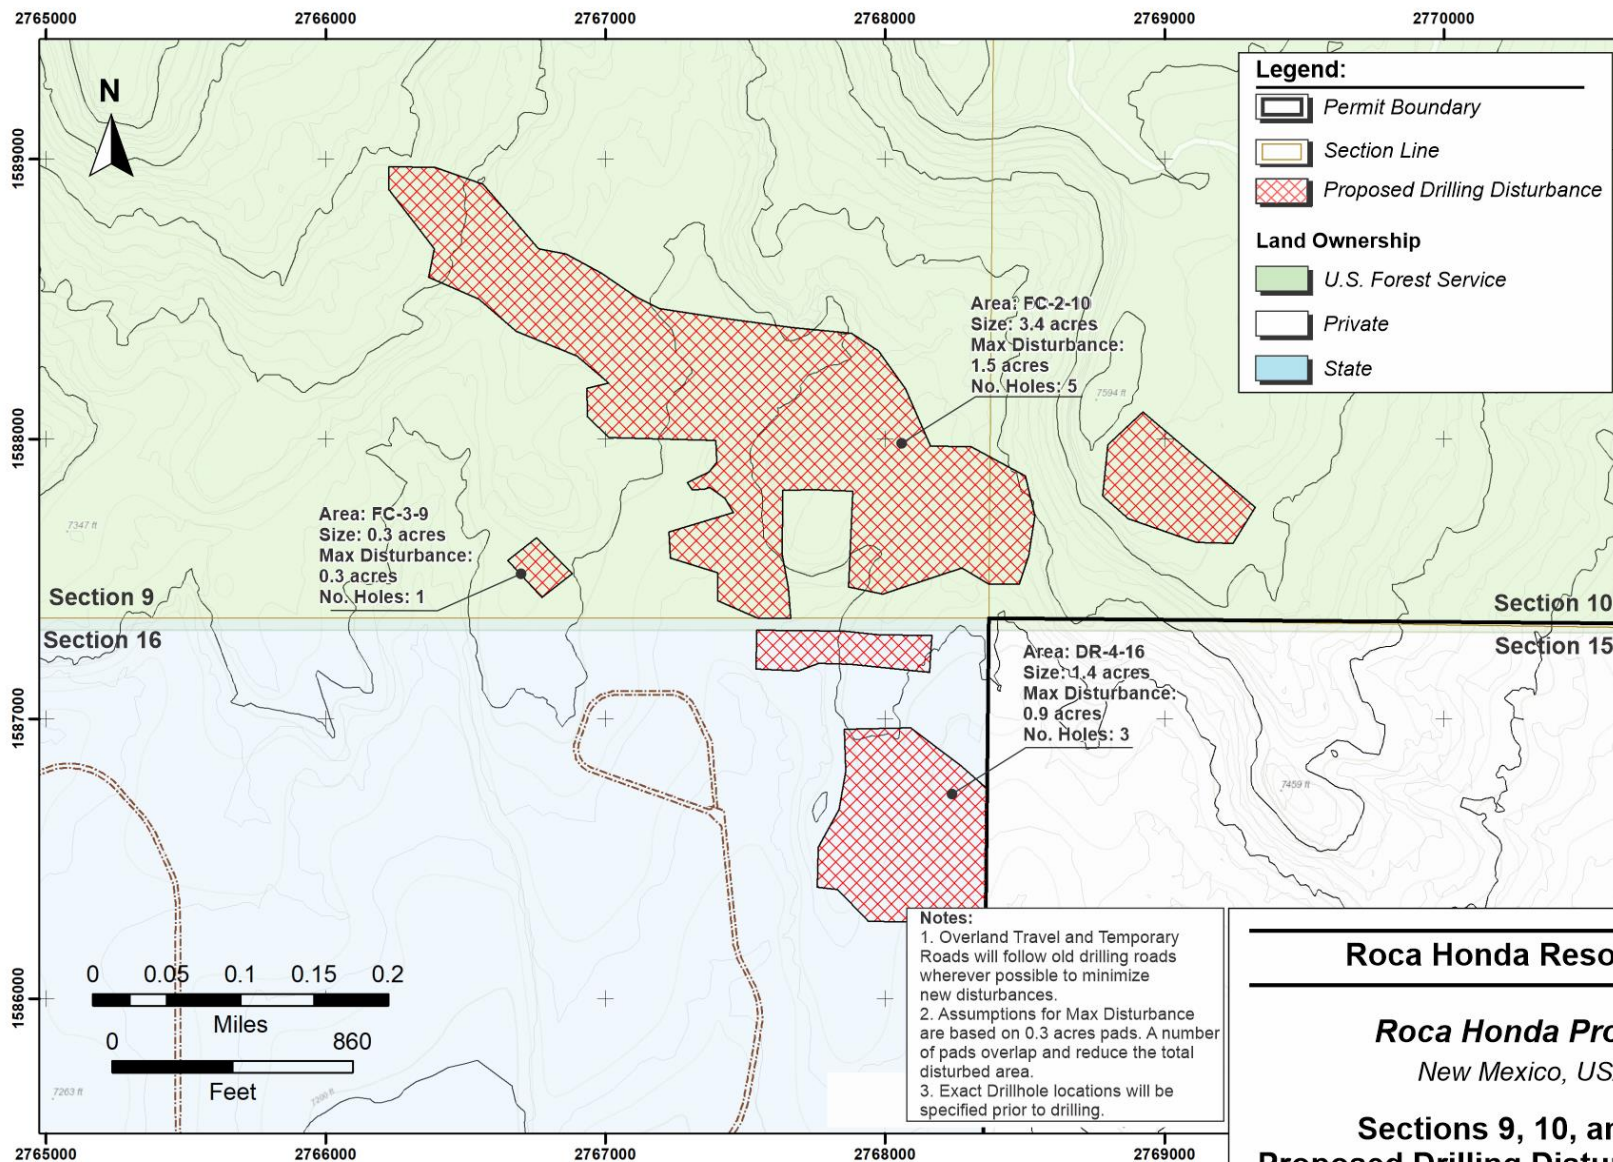 2765000
2766000
2767000
2768000
2769000
2770000
N
1589000
1588000
1587000
1586000
Legend:
Permit Boundary
Section Line
Proposed Drilling Disturbance
Land Ownership
U.S. Forest Service
Private
State
Area: FC-2-10
Size: 3.4 acres
Max Disturbance:
1.5 acres
No. Holes: 5
7594 ft
Area: FC-3-9
Size: 0.3 acres
Max Disturbance:
0.3 acres
No. Holes: 1
7347 ft
Section 9
Section 10
Section 16
Section 15
Area: DR-4-16
Size: 1.4 acres
Max Disturbance:
0.9 acres
No. Holes: 3
7459 ft
Notes:
1. Overland Travel and Temporary
Roads will follow old drilling roads
wherever possible to minimize
new disturbances.
2. Assumptions for Max Disturbance
are based on 0.3 acres pads. A number
of pads overlap and reduce the total
disturbed area.
3. Exact Drillhole locations will be
specified prior to drilling.
0 0.05 0.1 0.15 0.2
Miles
0 860
Feet
7263 ft
Roca Honda Reso
Roca Honda Pro
New Mexico, US
Sections 9, 10, a
Proposed Drilling Distu
2765000
2766000
2767000
2768000
2769000